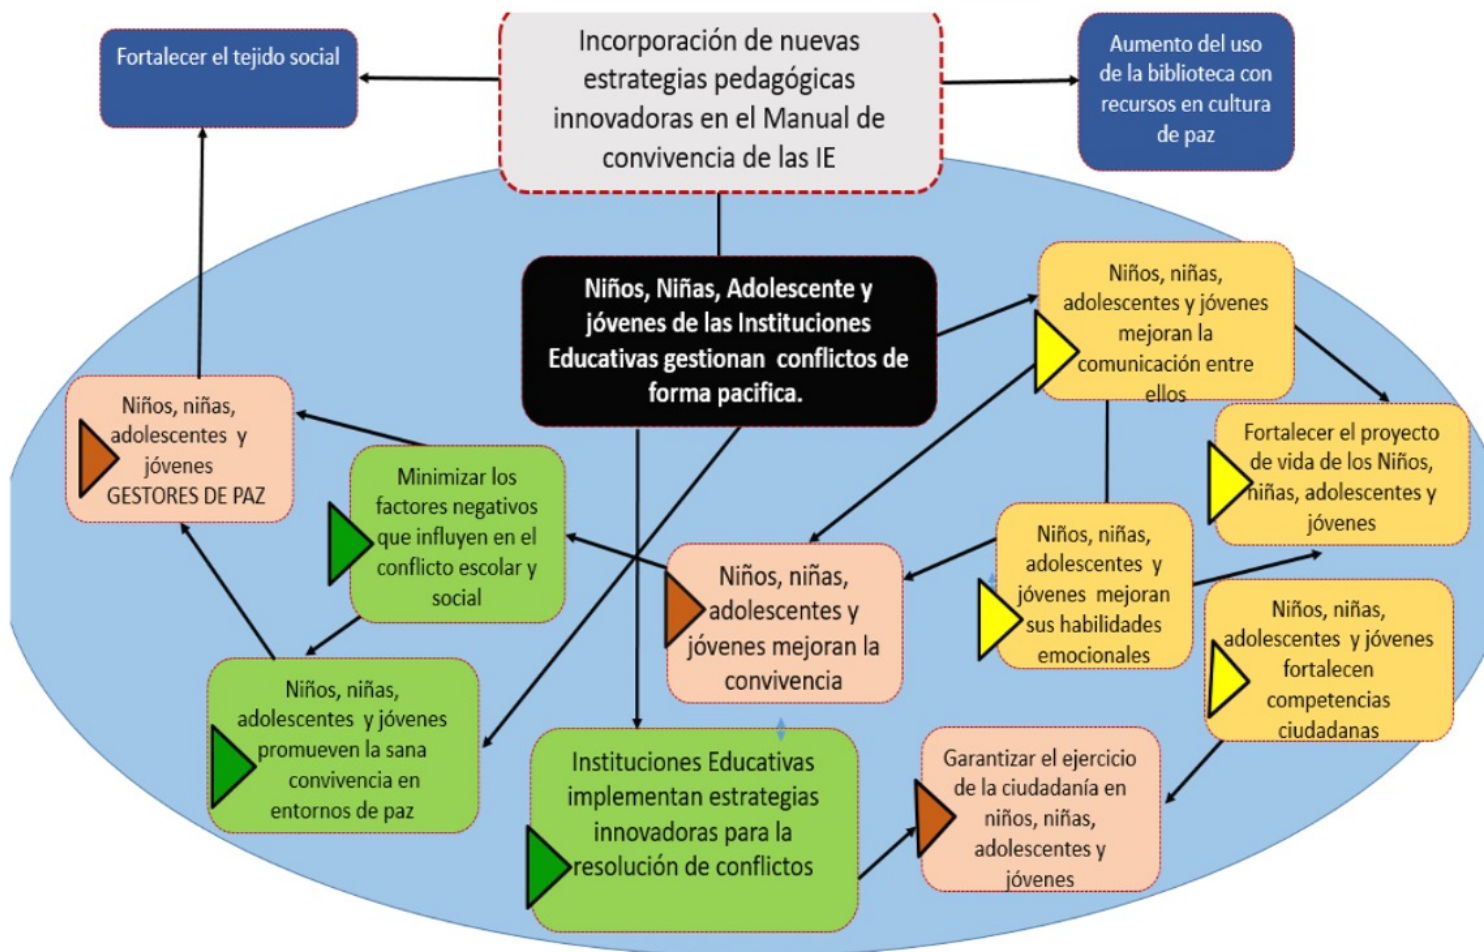 Fortalecer el tejido social
Incorporación de nuevas
estrategias pedagógicas
innovadoras en el Manual de
convivencia de las IE
Aumento del uso
de la biblioteca con
recursos en cultura
de paz
Niños, Niñas, Adolescente y
jóvenes de las Instituciones
Educativas gestionan conflictos de
forma pacifica.
Niños, niñas,
adolescentes y jóvenes
mejoran la
comunicación entre
ellos
Niños, niñas,
adolescentes y
jóvenes
GESTORES DE PAZ
Minimizar los
factores negativos
que influyen en el
conflicto escolar y
social
Fortalecer el proyecto
de vida de los Niños,
niñas, adolescentes y
jóvenes
Niños, niñas,
adolescentes y
jóvenes mejoran la
convivencia
Niños, niñas,
adolescentes y
jóvenes mejoran
sus habilidades
emocionales
Niños, niñas,
adolescentes y jóvenes
fortalecen
competencias
ciudadanas
Niños, niñas,
adolescentes y jóvenes
promueven la sana
convivencia en
entornos de paz
Instituciones Educativas
implementan estrategias
innovadoras para la
resolución de conflictos
Garantizar el ejercicio
de la ciudadanía en
niños, niñas,
adolescentes y
jóvenes